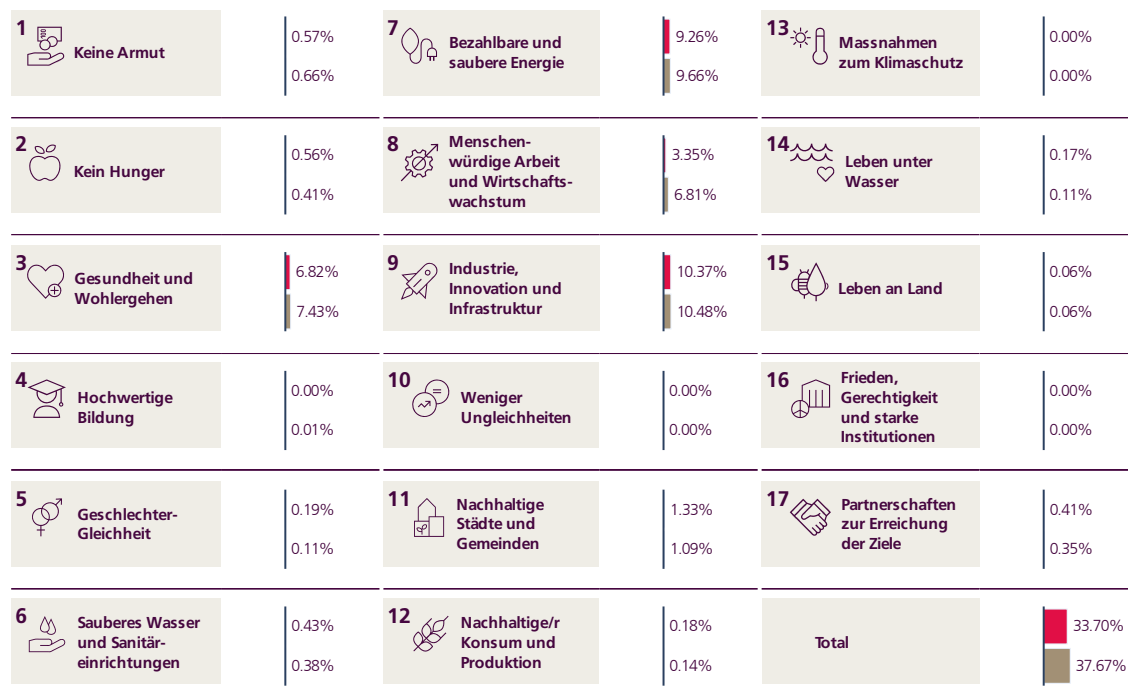 1
Keine Armut
0.57%
0.66%
2
Kein Hunger
0.56%
0.41%
3
Gesundheit und
Wohlergehen
6.82%
7.43%
4
Hochwertige
Bildung
0.00%
0.01%
5
Geschlechter-
Gleichheit
0.19%
0.11%
6
Sauberes Wasser
und Sanitär-
einrichtungen
0.43%
0.38%
7
Bezahlbare und
saubere Energie
9.26%
9.66%
8
Menschen-
würdige Arbeit
und Wirtschafts-
wachstum
3.35%
6.81%
9
Industrie,
Innovation und
Infrastruktur
10.37%
10.48%
10
Weniger
Ungleichheiten
0.00%
0.00%
11
Nachhaltige
Städte und
Gemeinden
1.33%
1.09%
12
Nachhaltige/r
Konsum und
Produktion
0.18%
0.14%
13
Massnahmen
zum Klimaschutz
0.00%
0.00%
14
Leben unter
Wasser
0.17%
0.11%
15
Leben an Land
0.06%
0.06%
16
Frieden,
Gerechtigkeit
und starke
Institutionen
0.00%
0.00%
17
Partnerschaften
zur Erreichung
der Ziele
0.41%
0.35%
Total
33.70%
37.67%